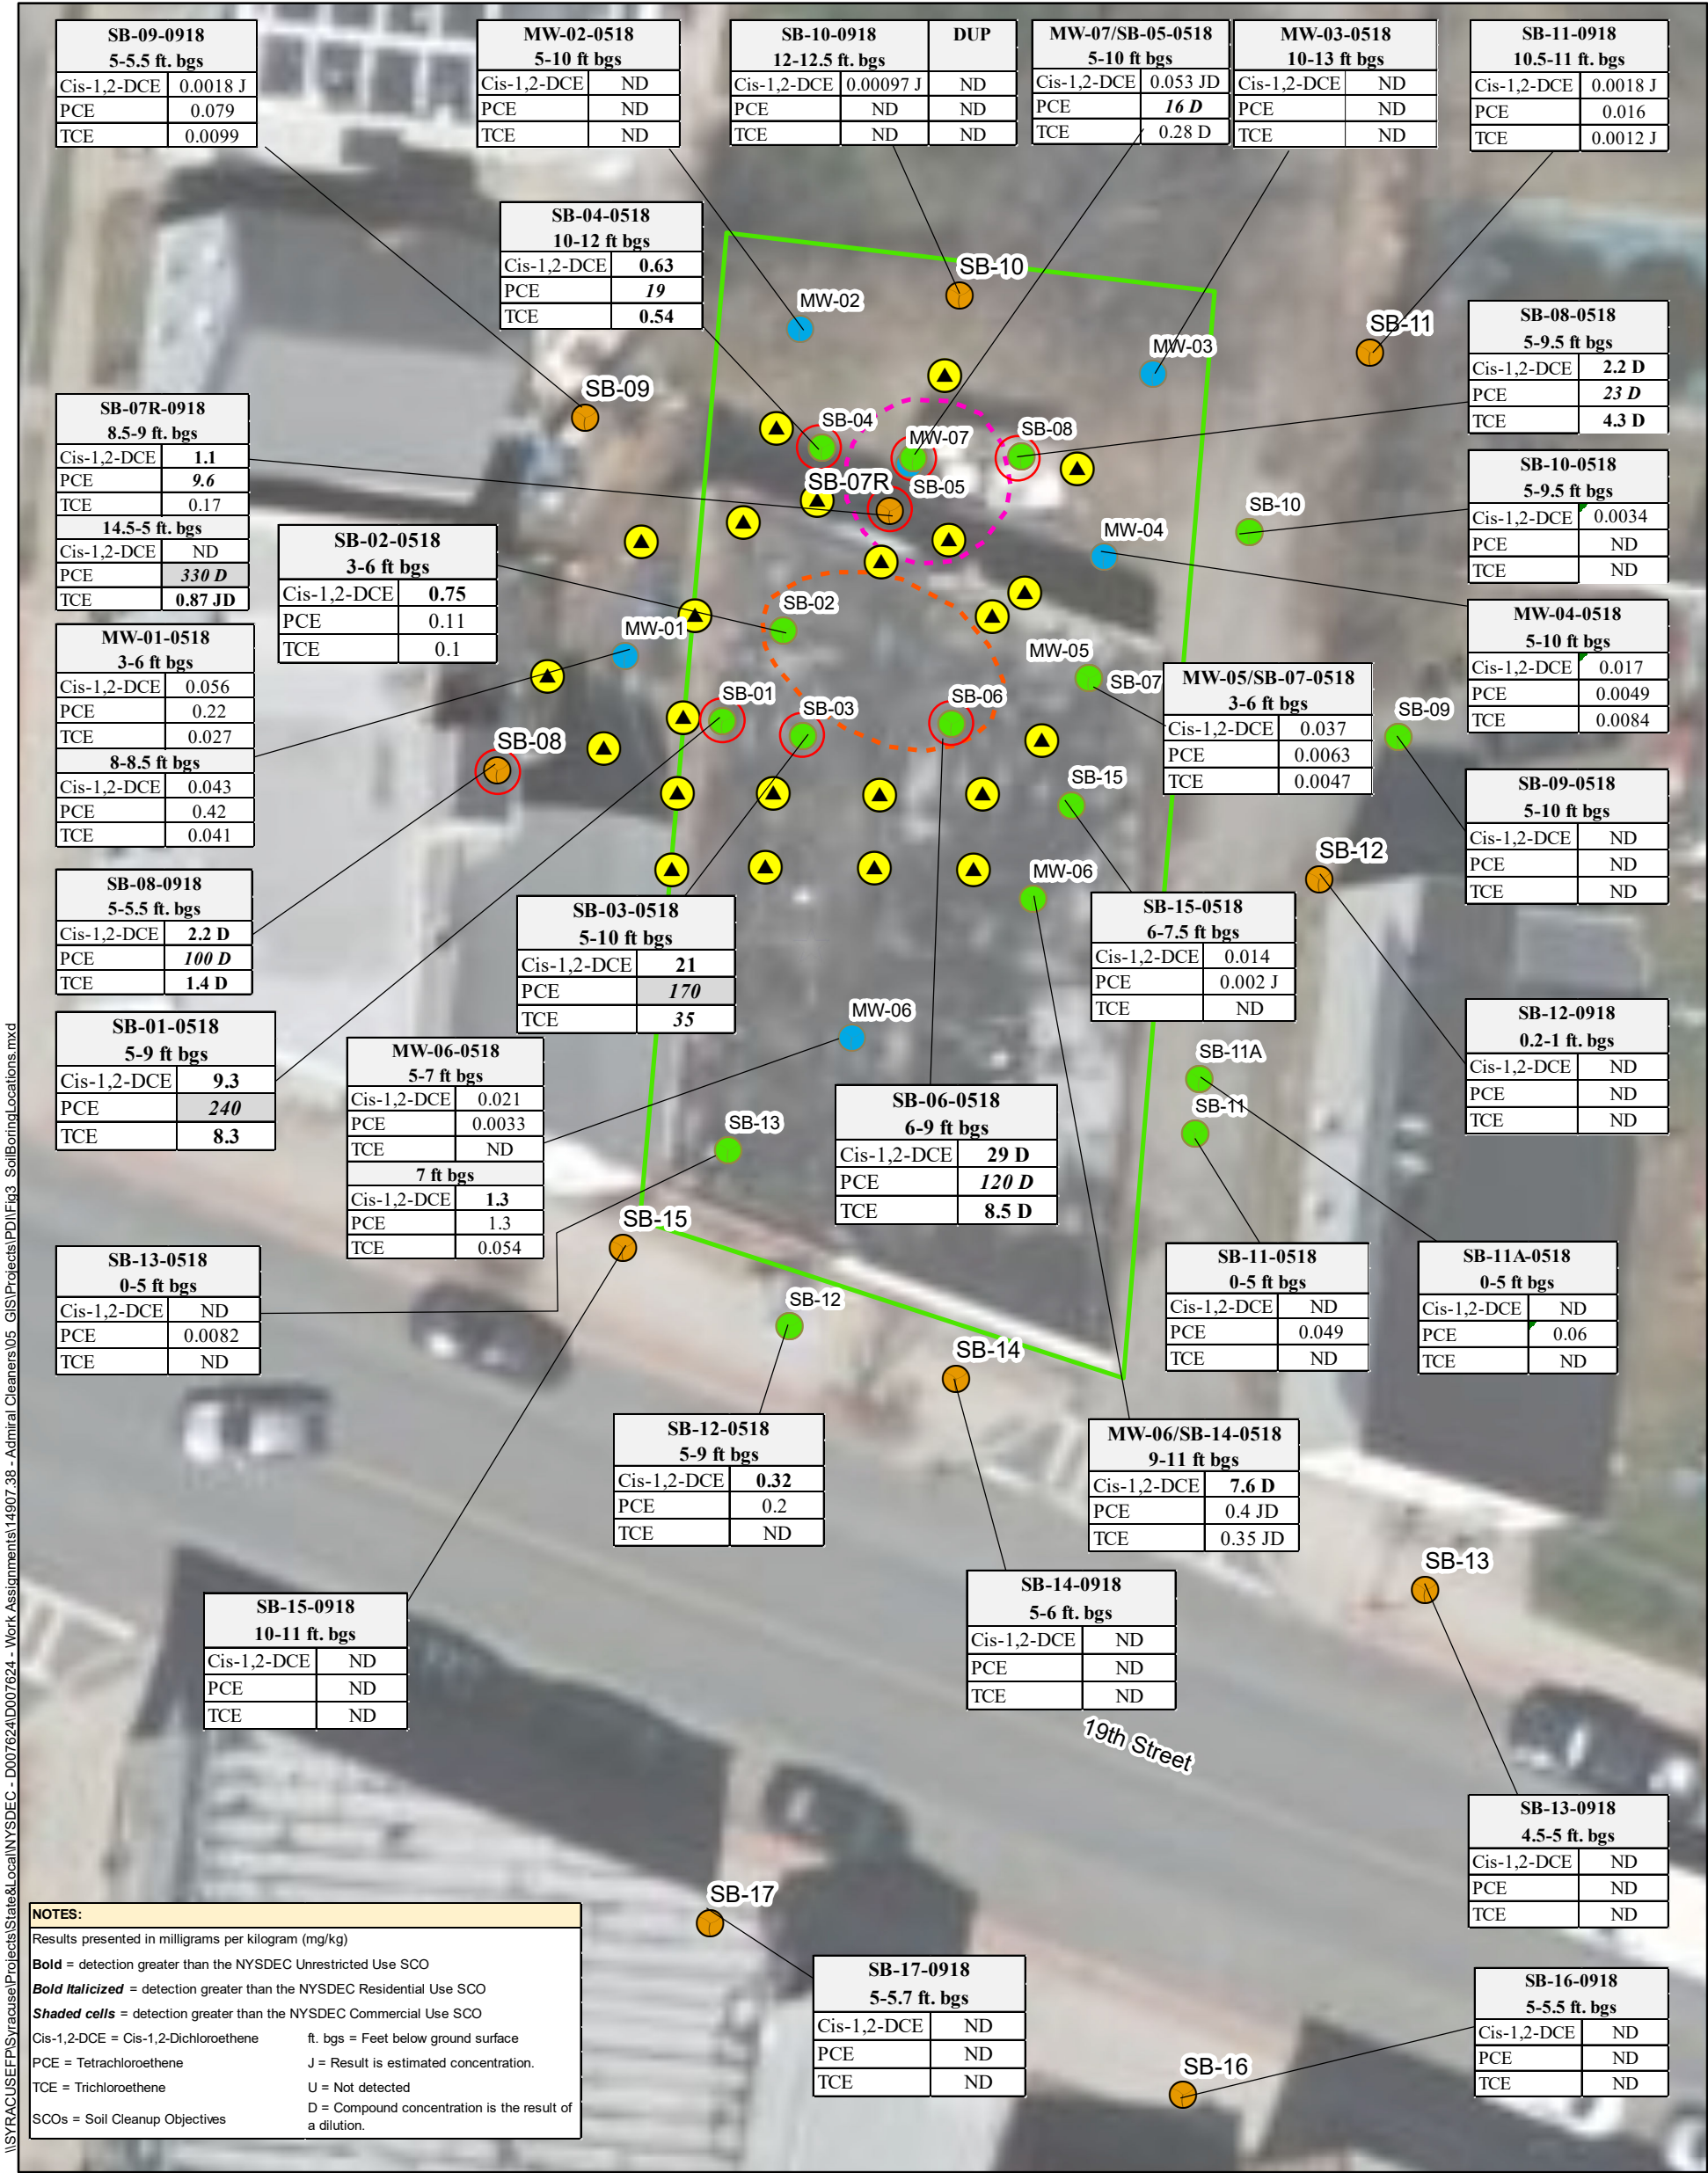 SB-09-0918
5-5.5 ft. bgs
Cis-1,2-DCE 0.0018 J
PCE 0.079
TCE 0.0099
MW-02-0518
5-10 ft bgs
Cis-1,2-DCE ND
PCE ND
TCE ND
SB-10-0918 DUP
12-12.5 ft. bgs
Cis-1,2-DCE 0.00097 J ND
PCE ND ND
TCE ND ND
MW-07/SB-05-0518
5-10 ft bgs
Cis-1,2-DCE 0.053 JD
PCE 16 D
TCE 0.28 D
MW-03-0518
10-13 ft bgs
Cis-1,2-DCE ND
PCE ND
TCE ND
SB-11-0918
10.5-11 ft. bgs
Cis-1,2-DCE 0.0018 J
PCE 0.016
TCE 0.0012 J
SB-04-0518
10-12 ft bgs
Cis-1,2-DCE 0.63
PCE 19
TCE 0.54
SB-10
MW-02
SB-11
MW-03
SB-08-0518
5-9.5 ft bgs
Cis-1,2-DCE 2.2 D
PCE 23 D
TCE 4.3 D
SB-09
SB-04
MW-07
SB-08
SB-07R
SB-05
SB-07R-0918
8.5-9 ft. bgs
Cis-1,2-DCE 1.1
PCE 9.6
TCE 0.17
14.5-5 ft. bgs
Cis-1,2-DCE ND
PCE 330 D
TCE 0.87 JD
SB-10-0518
5-9.5 ft bgs
Cis-1,2-DCE 0.0034
PCE ND
TCE ND
SB-10
MW-04
SB-02-0518
3-6 ft bgs
Cis-1,2-DCE 0.75
PCE 0.11
TCE 0.1
SB-02
MW-01
MW-04-0518
5-10 ft bgs
Cis-1,2-DCE 0.017
PCE 0.0049
TCE 0.0084
MW-01-0518
3-6 ft bgs
Cis-1,2-DCE 0.056
PCE 0.22
TCE 0.027
8-8.5 ft bgs
Cis-1,2-DCE 0.043
PCE 0.42
TCE 0.041
MW-05
SB-07
MW-05/SB-07-0518
3-6 ft bgs
Cis-1,2-DCE 0.037
PCE 0.0063
TCE 0.0047
SB-01
SB-03
SB-06
SB-09
SB-08
SB-15
SB-09-0518
5-10 ft bgs
Cis-1,2-DCE ND
PCE ND
TCE ND
SB-12
MW-06
SB-08-0918
5-5.5 ft. bgs
Cis-1,2-DCE 2.2 D
PCE 100 D
TCE 1.4 D
SB-03-0518
5-10 ft bgs
Cis-1,2-DCE 21
PCE 170
TCE 35
SB-15-0518
6-7.5 ft bgs
Cis-1,2-DCE 0.014
PCE 0.002 J
TCE ND
SB-12-0918
0.2-1 ft. bgs
Cis-1,2-DCE ND
PCE ND
TCE ND
SB-01-0518
5-9 ft bgs
Cis-1,2-DCE 9.3
PCE 240
TCE 8.3
MW-06
MW-06-0518
5-7 ft bgs
Cis-1,2-DCE 0.021
PCE 0.0033
TCE ND
7 ft bgs
Cis-1,2-DCE 1.3
PCE 1.3
TCE 0.054
SB-11A
SB-11
SB-13
SB-06-0518
6-9 ft bgs
Cis-1,2-DCE 29 D
PCE 120 D
TCE 8.5 D
SB-15
SB-13-0518
0-5 ft bgs
Cis-1,2-DCE ND
PCE 0.0082
TCE ND
SB-11-0518
0-5 ft bgs
Cis-1,2-DCE ND
PCE 0.049
TCE ND
SB-11A-0518
0-5 ft bgs
Cis-1,2-DCE ND
PCE 0.06
TCE ND
SB-12
SB-14
SB-12-0518
5-9 ft bgs
Cis-1,2-DCE 0.32
PCE 0.2
TCE ND
MW-06/SB-14-0518
9-11 ft bgs
Cis-1,2-DCE 7.6 D
PCE 0.4 JD
TCE 0.35 JD
SB-13
SB-14-0918
5-6 ft. bgs
Cis-1,2-DCE ND
PCE ND
TCE ND
SB-15-0918
10-11 ft. bgs
Cis-1,2-DCE ND
PCE ND
TCE ND
19th Street
SB-13-0918
4.5-5 ft. bgs
Cis-1,2-DCE ND
PCE ND
TCE ND
SB-17
SB-17-0918
5-5.7 ft. bgs
Cis-1,2-DCE ND
PCE ND
TCE ND
SB-16
SB-16-0918
5-5.5 ft. bgs
Cis-1,2-DCE ND
PCE ND
TCE ND
NOTES:
Results presented in milligrams per kilogram (mg/kg)
Bold = detection greater than the NYSDEC Unrestricted Use SCO
Bold Italicized = detection greater than the NYSDEC Residential Use SCO
Shaded cells = detection greater than the NYSDEC Commercial Use SCO
Cis-1,2-DCE = Cis-1,2-Dichloroethene ft. bgs = Feet below ground surface
PCE = Tetrachloroethene J = Result is estimated concentration.
TCE = Trichloroethene U = Not detected
SCOs = Soil Cleanup Objectives D = Compound concentration is the result of
a dilution.
\\SYRACUSEFP\Syracuse\Projects\State&Local\NYSDEC - D007624\D007624 - Work Assignments\14907.38 - Admiral Cleaners\05_GIS\Projects\PDI\Fig3_SoilBoringLocations.mxd